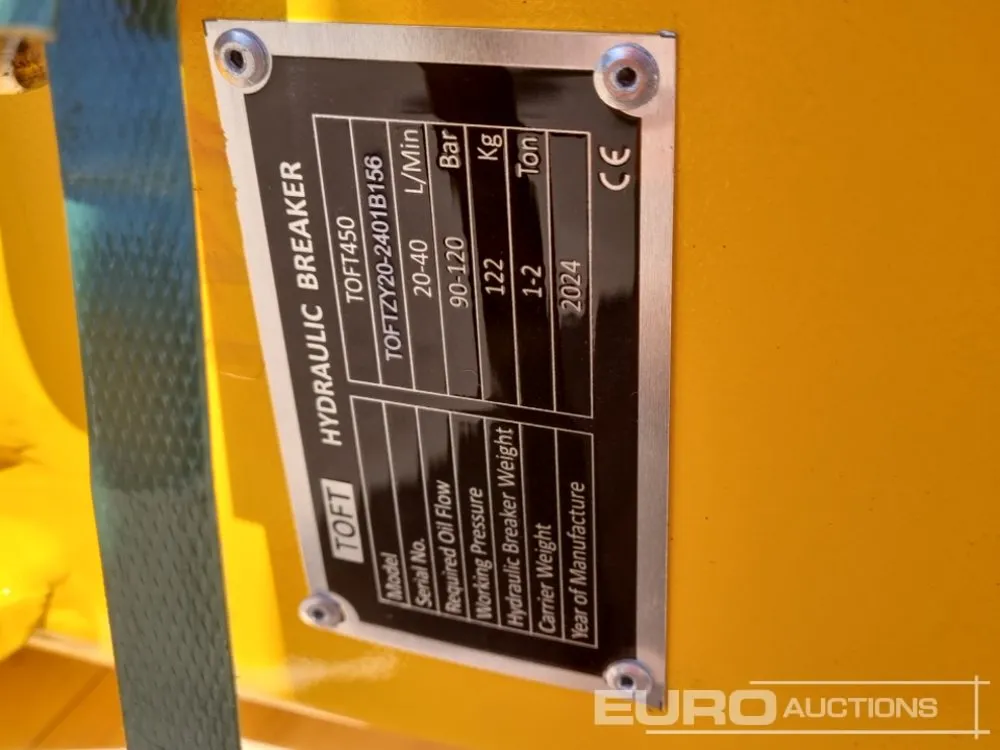 TOFT HYDRAULIC BREAKER
Model TOFT450
Serial No. TOFTZY20-2401B156
Required Oil Flow 20-40 L/Min
Working Pressure 90-120 Bar
Hydraulic Breaker Weight 122 Kg
Carrier Weight 1-2 Ton
Year of Manufacture 2024
CE
EURO AUCTIONS